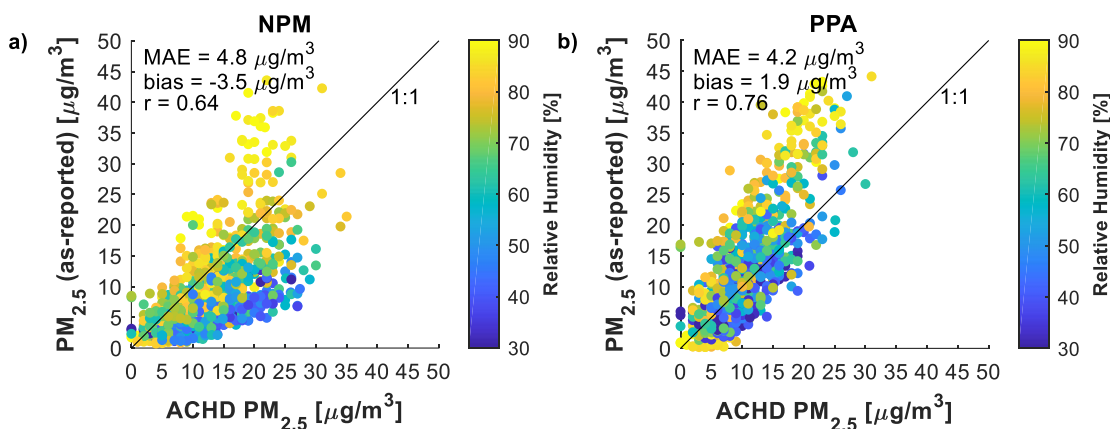 NPM
a)
MAE = 4.8 μg/m³
bias = -3.5 μg/m³
r = 0.64
1:1
PM₂.₅ (as-reported) [μg/m³]
50
45
40
35
30
25
20
15
10
5
0
0 5 10 15 20 25 30 35 40 45 50
ACHD PM₂.₅ [μg/m³]
90
80
70
60
50
40
30
Relative Humidity [%]
PPA
b)
MAE = 4.2 μg/m³
bias = 1.9 μg/m³
r = 0.76
1:1
PM₂.₅ (as-reported) [μg/m³]
50
45
40
35
30
25
20
15
10
5
0
0 5 10 15 20 25 30 35 40 45 50
ACHD PM₂.₅ [μg/m³]
90
80
70
60
50
40
30
Relative Humidity [%]